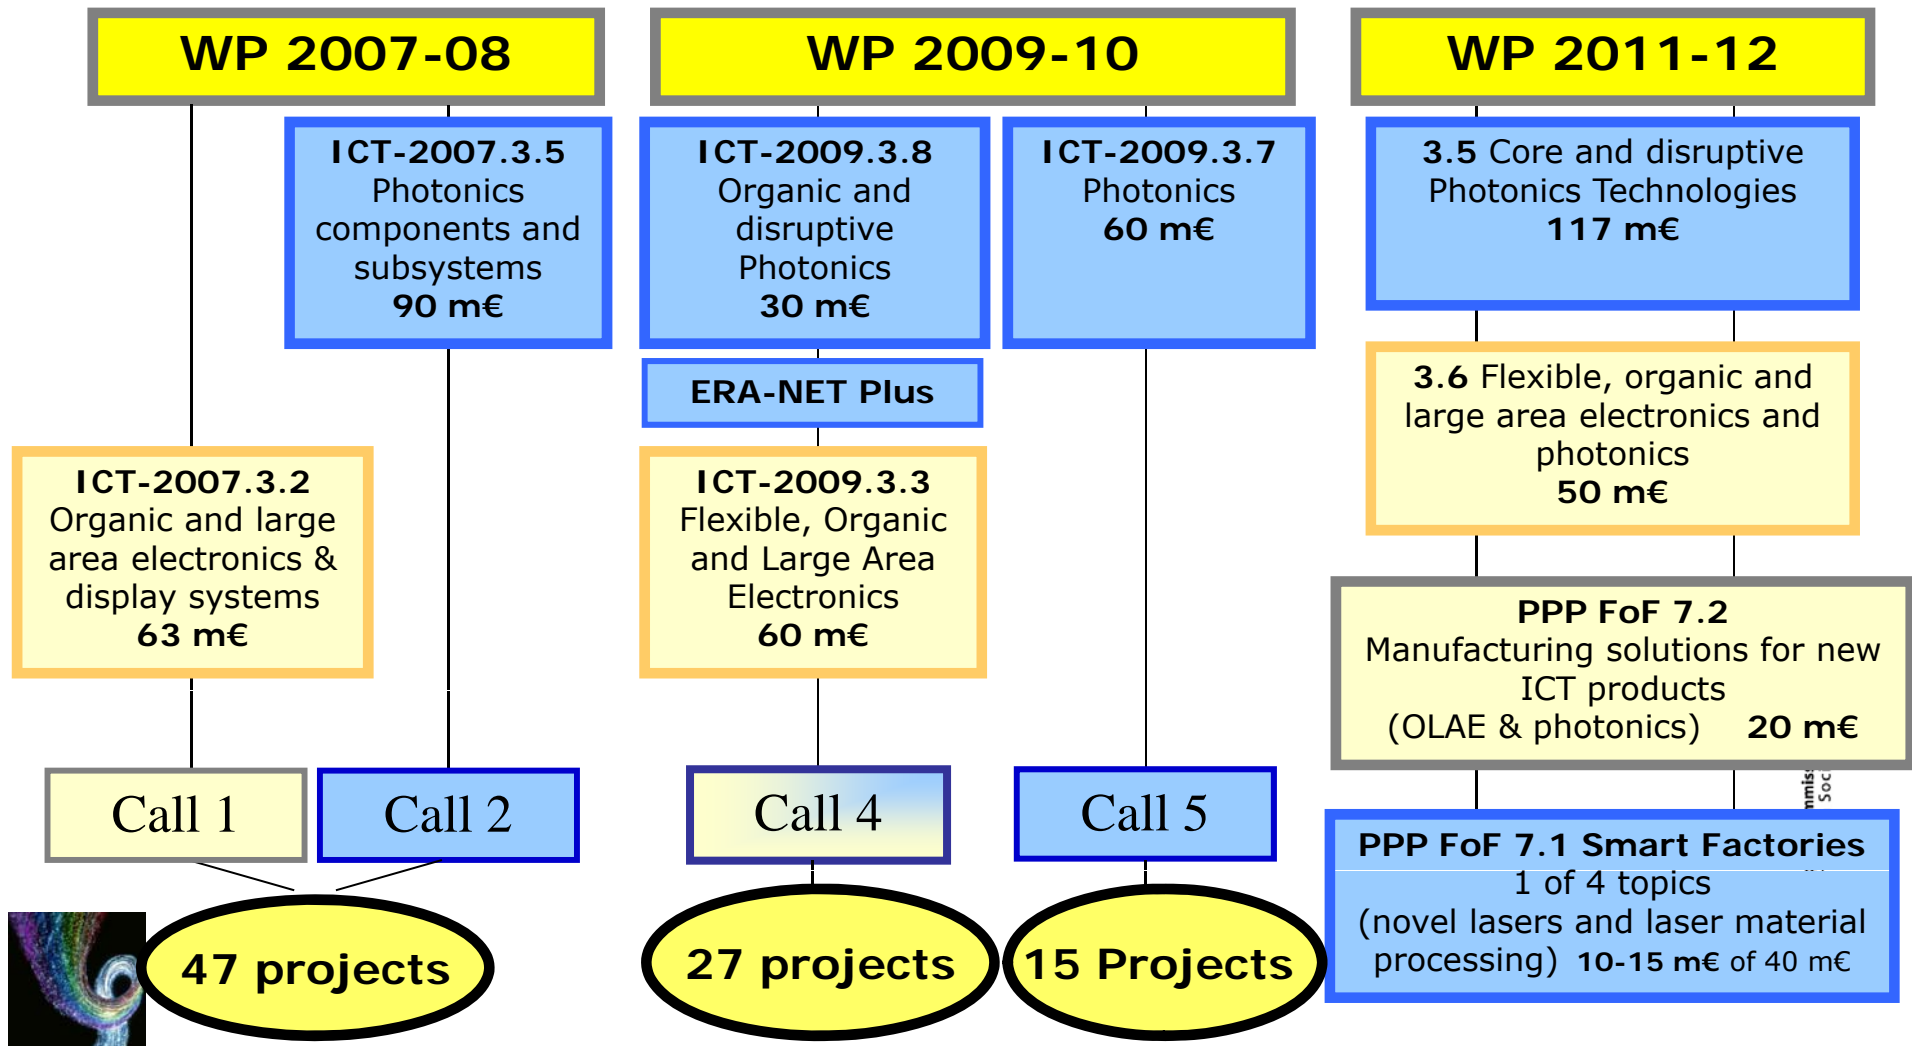 WP 2007-08
WP 2009-10
WP 2011-12
ICT-2007.3.5
Photonics
components and
subsystems
90 m€
ICT-2009.3.8
Organic and
disruptive
Photonics
30 m€
ICT-2009.3.7
Photonics
60 m€
3.5 Core and disruptive
Photonics Technologies
117 m€
ERA-NET Plus
3.6 Flexible, organic and
large area electronics and
photonics
50 m€
ICT-2007.3.2
Organic and large
area electronics &
display systems
63 m€
ICT-2009.3.3
Flexible, Organic
and Large Area
Electronics
60 m€
PPP FoF 7.2
Manufacturing solutions for new
ICT products
(OLAE & photonics) 20 m€
Call 1
Call 2
Call 4
Call 5
PPP FoF 7.1 Smart Factories
1 of 4 topics
(novel lasers and laser material
processing) 10-15 m€ of 40 m€
47 projects
27 projects
15 Projects